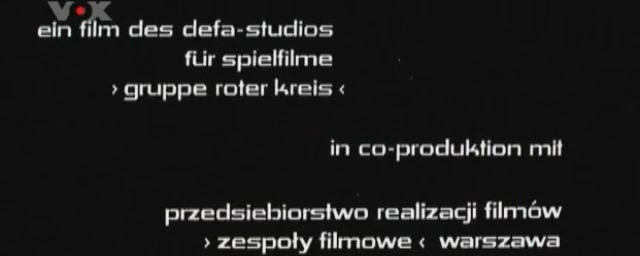 VOX
ein film des defa-studios
für spielfilme
› gruppe roter kreis ‹
in co-produktion mit
przedsiebiorstwo realizacji filmów
› zespoły filmowe ‹ warszawa